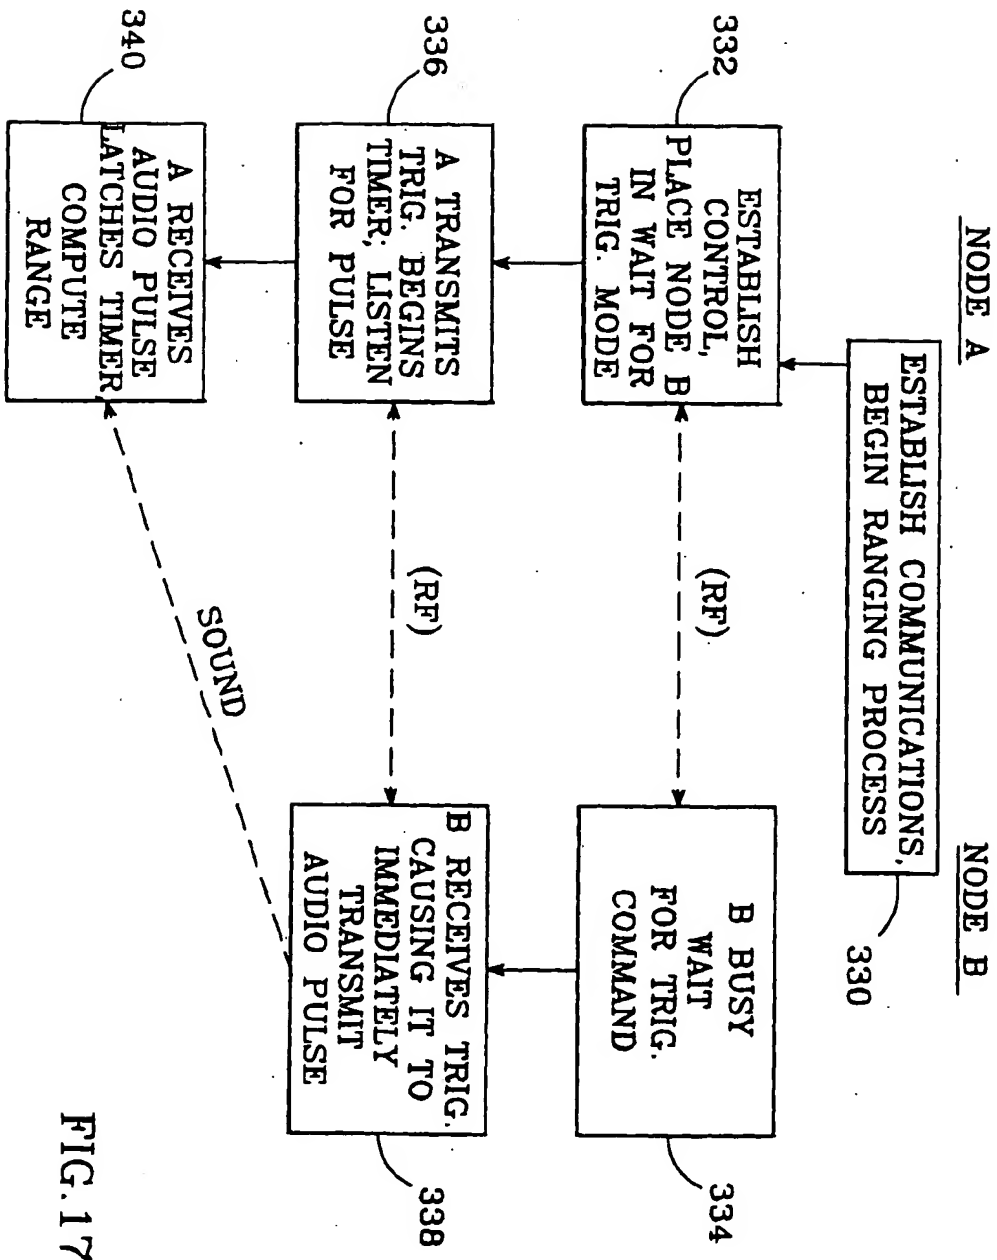 NODE A
NODE B
ESTABLISH COMMUNICATIONS,
BEGIN RANGING PROCESS
330
332
ESTABLISH
CONTROL,
PLACE NODE B
IN WAIT FOR
TRIG. MODE
(RF)
B BUSY
WAIT
FOR TRIG.
COMMAND
334
336
A TRANSMITS
TRIG. BEGINS
TIMER; LISTEN
FOR PULSE
(RF)
B RECEIVES TRIG.
CAUSING IT TO
IMMEDIATELY
TRANSMIT
AUDIO PULSE
338
340
A RECEIVES
AUDIO PULSE
LATCHES TIMER
COMPUTE
RANGE
SOUND
FIG. 17